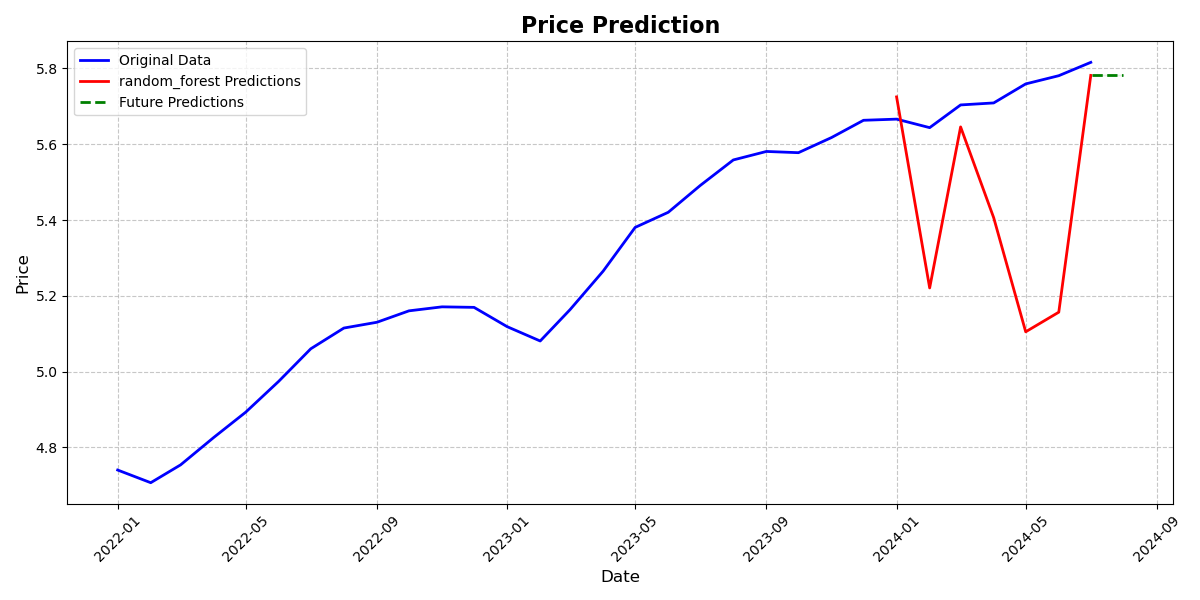 Price Prediction
Original Data
random_forest Predictions
Future Predictions
Price
5.8
5.6
5.4
5.2
5.0
4.8
2022-01
2022-05
2022-09
2023-01
2023-05
2023-09
2024-01
2024-05
2024-09
Date